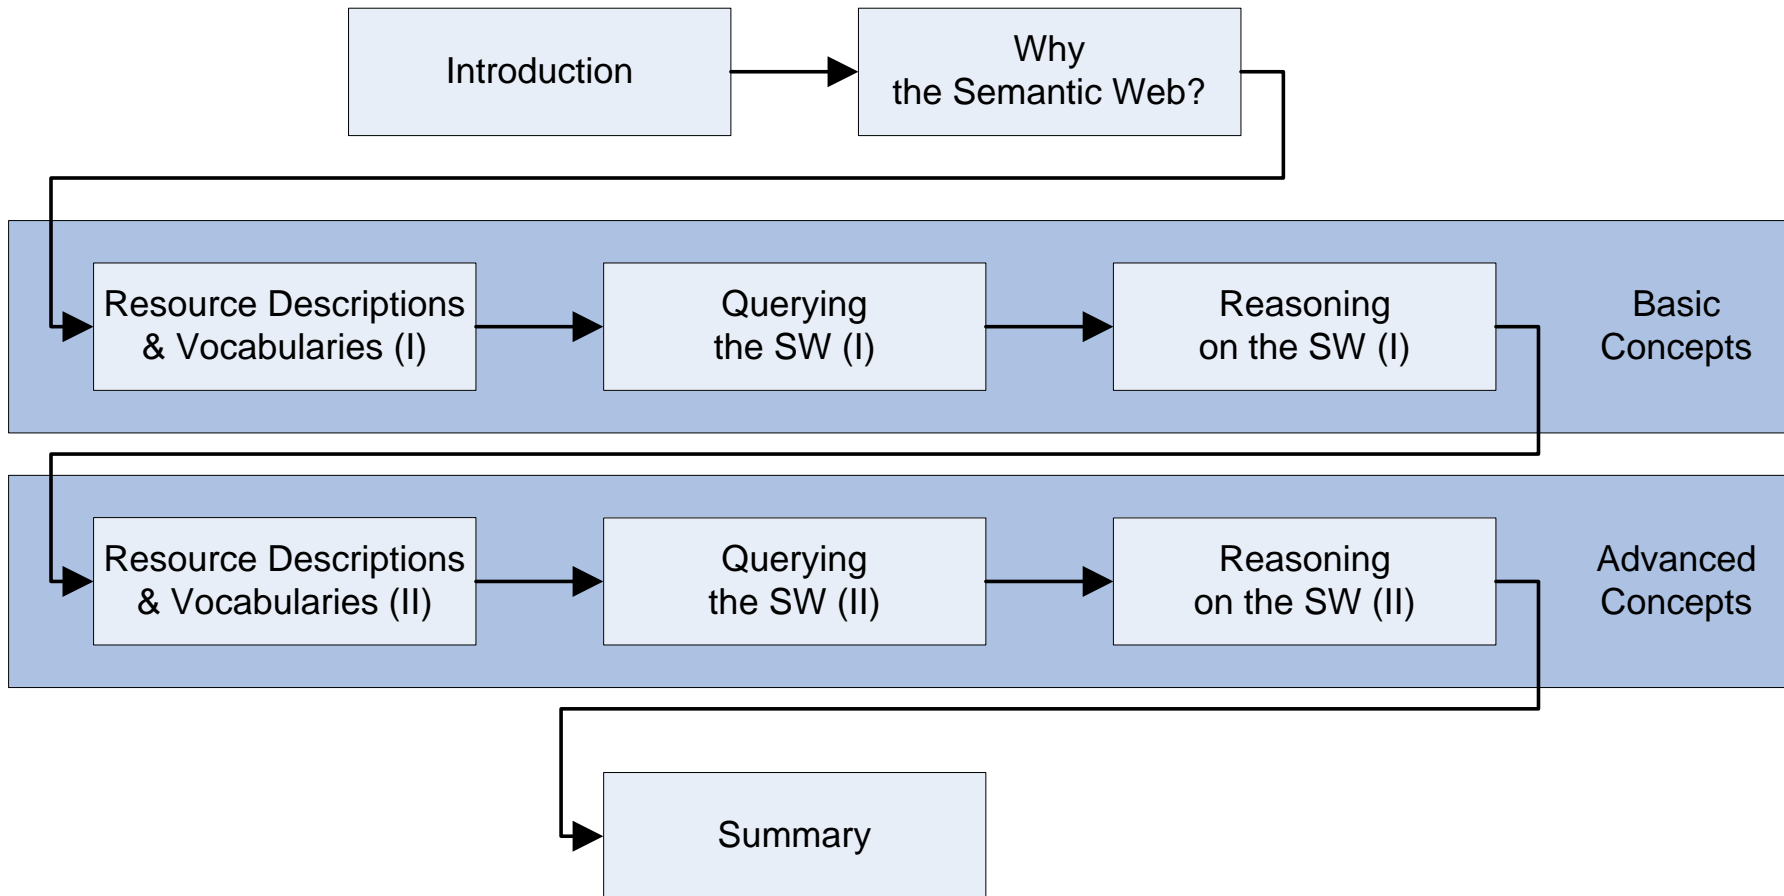 Introduction
Why
the Semantic Web?
Resource Descriptions
& Vocabularies (I)
Querying
the SW (I)
Reasoning
on the SW (I)
Basic
Concepts
Resource Descriptions
& Vocabularies (II)
Querying
the SW (II)
Reasoning
on the SW (II)
Advanced
Concepts
Summary